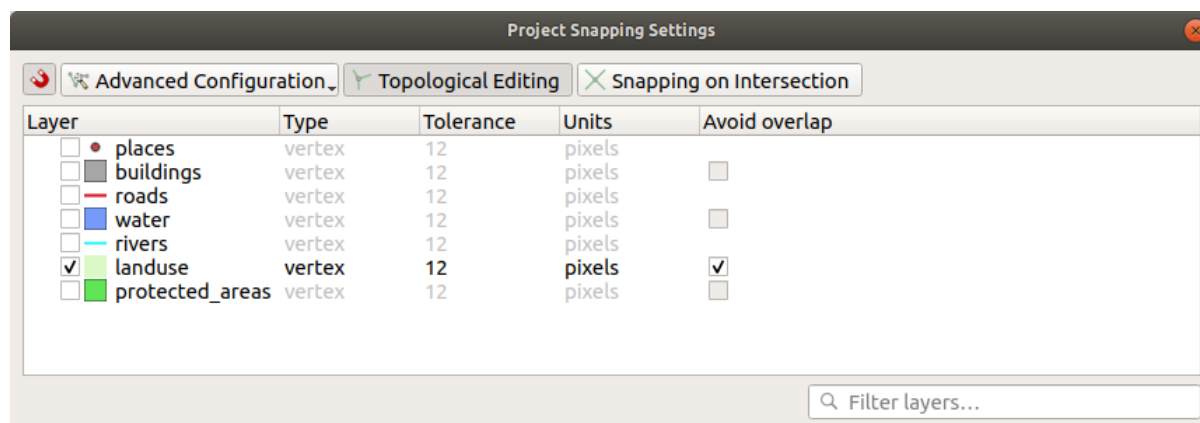 Project Snapping Settings
Advanced Configuration Topological Editing Snapping on Intersection
Layer Type Tolerance Units Avoid overlap
places vertex 12 pixels
buildings vertex 12 pixels
roads vertex 12 pixels
water vertex 12 pixels
rivers vertex 12 pixels
landuse vertex 12 pixels
protected_areas vertex 12 pixels
Filter layers...